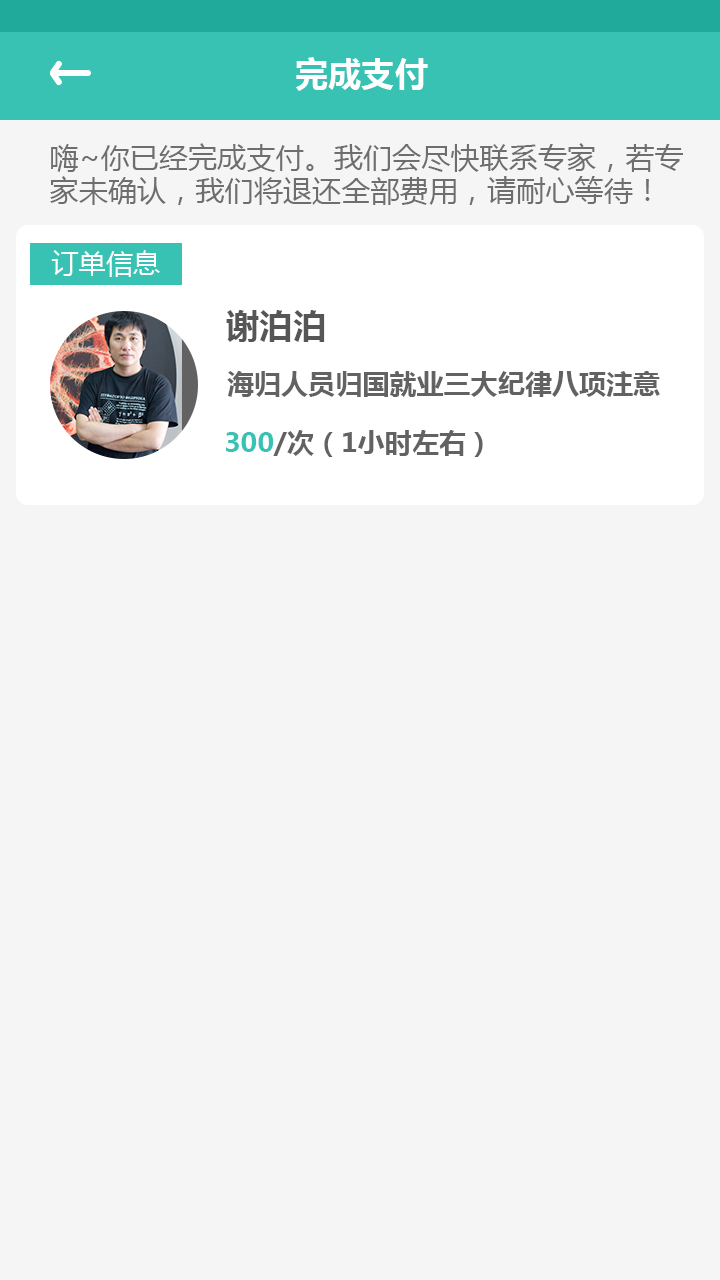 完成支付
嗨~你已经完成支付。我们会尽快联系专家，若专
家未确认，我们将退还全部费用，请耐心等待！
订单信息
谢泊泊
海归人员归国就业三大纪律八项注意
300/次（1小时左右）